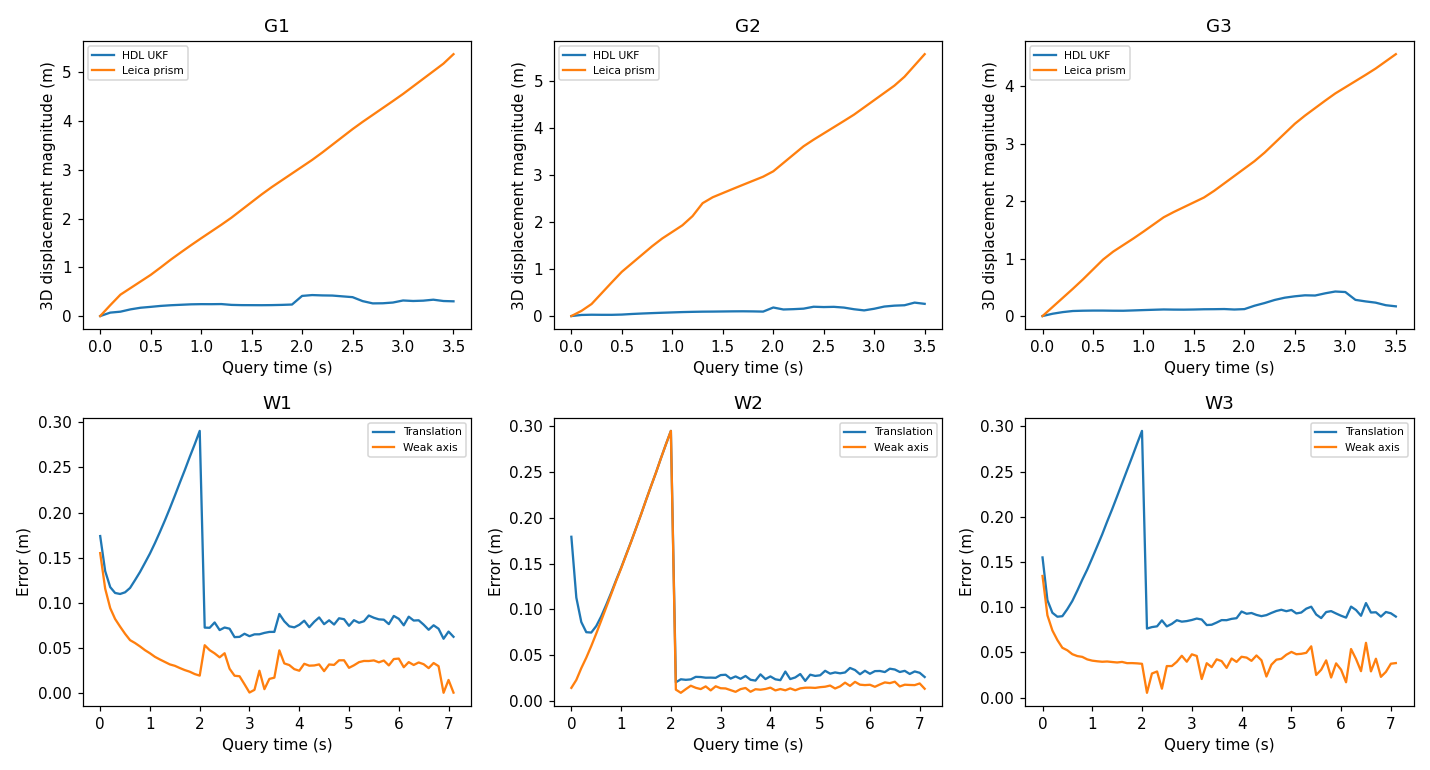 G1
HDL UKF
Leica prism
3D displacement magnitude (m)
5
4
3
2
1
0
0.0 0.5 1.0 1.5 2.0 2.5 3.0 3.5
Query time (s)
G2
HDL UKF
Leica prism
3D displacement magnitude (m)
5
4
3
2
1
0
0.0 0.5 1.0 1.5 2.0 2.5 3.0 3.5
Query time (s)
G3
HDL UKF
Leica prism
3D displacement magnitude (m)
4
3
2
1
0
0.0 0.5 1.0 1.5 2.0 2.5 3.0 3.5
Query time (s)
W1
Translation
Weak axis
Error (m)
0.30
0.25
0.20
0.15
0.10
0.05
0.00
0 1 2 3 4 5 6 7
Query time (s)
W2
Translation
Weak axis
Error (m)
0.30
0.25
0.20
0.15
0.10
0.05
0.00
0 1 2 3 4 5 6 7
Query time (s)
W3
Translation
Weak axis
Error (m)
0.30
0.25
0.20
0.15
0.10
0.05
0.00
0 1 2 3 4 5 6 7
Query time (s)